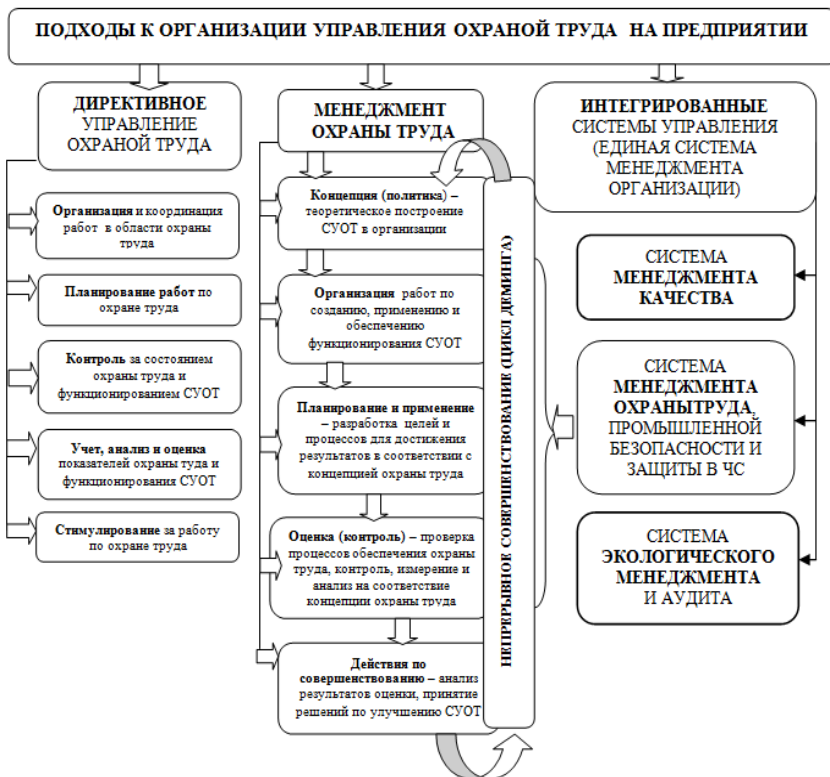 ПОДХОДЫ К ОРГАНИЗАЦИИ УПРАВЛЕНИЯ ОХРАНОЙ ТРУДА НА ПРЕДПРИЯТИИ
ДИРЕКТИВНОЕ
УПРАВЛЕНИЕ
ОХРАНОЙ ТРУДА
Организация и координация
работ в области охраны
труда
Планирование работ по
охране труда
Контроль за состоянием
охраны труда и
функционированием СУОТ
Учет, анализ и оценка
показателей охраны туда и
функционирования СУОТ
Стимулирование за работу
по охране труда
МЕНЕДЖМЕНТ
ОХРАНЫ ТРУДА
Концепция (политика) –
теоретическое построение
СУОТ в организации
Организация работ по
созданию, применению и
обеспечению
функционирования СУОТ
Планирование и применение
– разработка целей и
процессов для достижения
результатов в соответствии с
концепцией охраны труда
Оценка (контроль) – проверка
процессов обеспечения охраны
труда, контроль, измерение и
анализ на соответствие
концепции охраны труда
Действия по
совершенствованию – анализ
результатов оценки, принятие
решений по улучшению СУОТ
НЕПРЕРЫВНОЕ СОВЕРШЕНСТВОВАНИЕ (ЦИКЛ ДЕМИНГА)
ИНТЕГРИРОВАННЫЕ
СИСТЕМЫ УПРАВЛЕНИЯ
(ЕДИНАЯ СИСТЕМА
МЕНЕДЖМЕНТА
ОРГАНИЗАЦИИ)
СИСТЕМА
МЕНЕДЖМЕНТА
КАЧЕСТВА
СИСТЕМА
МЕНЕДЖМЕНТА
ОХРАНЫТРУДА,
ПРОМЫШЛЕННОЙ
БЕЗОПАСНОСТИ И
ЗАЩИТЫ В ЧС
СИСТЕМА
ЭКОЛОГИЧЕСКОГО
МЕНЕДЖМЕНТА
И АУДИТА